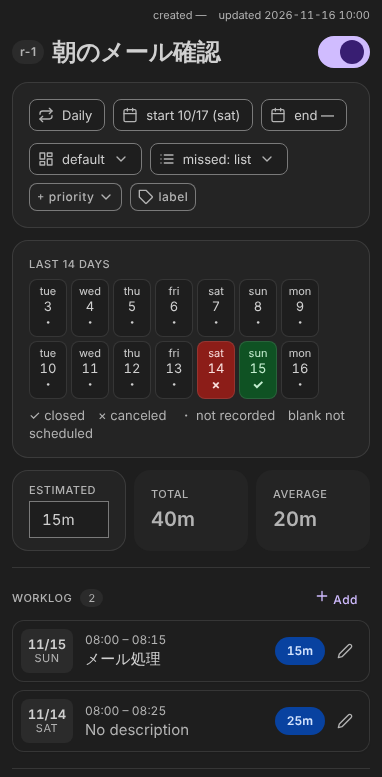 created — updated 2026-11-16 10:00
r-1 朝のメール確認
Daily start 10/17 (sat) end —
default missed: list
+ priority label
LAST 14 DAYS
tue wed thu fri sat sun mon
3 4 5 6 7 8 9
• • • • • • •
tue wed thu fri sat sun mon
10 11 12 13 14 15 16
• • • • × ✓ •
✓ closed × canceled • not recorded blank not
scheduled
ESTIMATED TOTAL AVERAGE
15m 40m 20m
WORKLOG 2 + Add
11/15 08:00 – 08:15
SUN メール処理 15m
11/14 08:00 – 08:25
SAT No description 25m